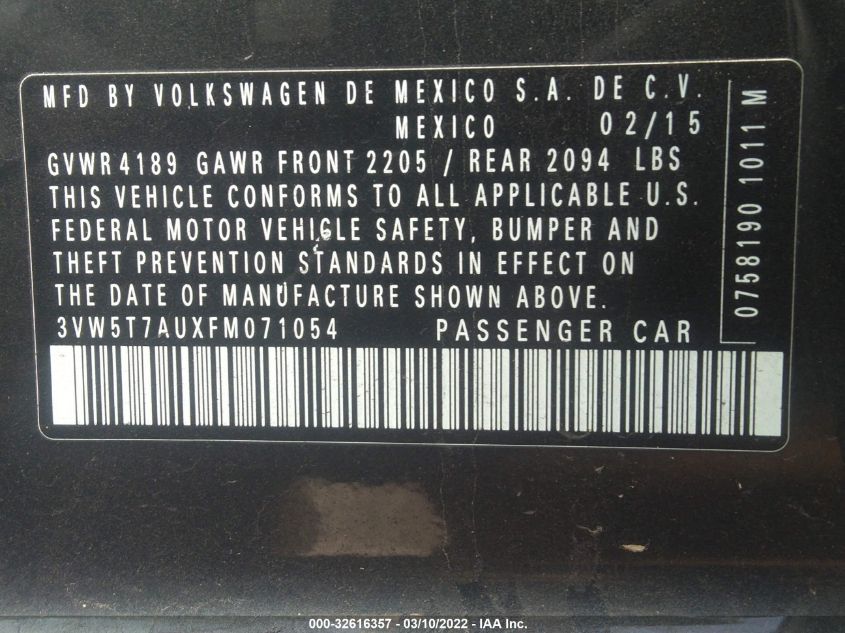 MFD BY VOLKSWAGEN DE MEXICO S.A. DE C.V.
MEXICO 02/15
GVWR 4189 GAWR FRONT 2205 / REAR 2094 LBS
THIS VEHICLE CONFORMS TO ALL APPLICABLE U.S.
FEDERAL MOTOR VEHICLE SAFETY, BUMPER AND
THEFT PREVENTION STANDARDS IN EFFECT ON
THE DATE OF MANUFACTURE SHOWN ABOVE.
3VW5T7AUXFM071054 PASSENGER CAR
0758190 1011 M
000-32616357 - 03/10/2022 - IAA Inc.